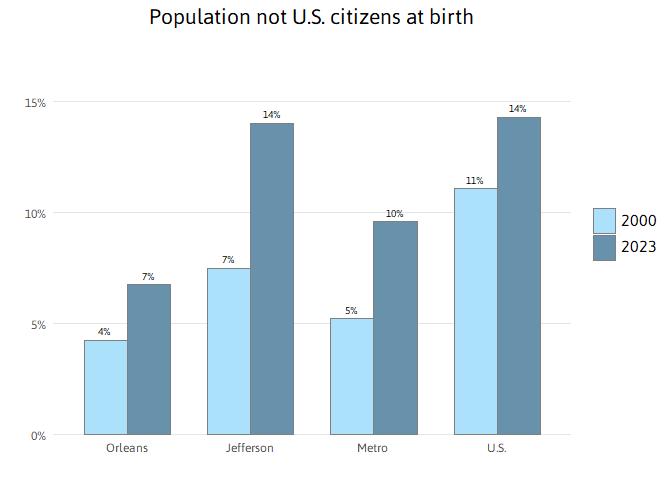 Population not U.S. citizens at birth
15%
10%
5%
0%
4%
7%
7%
14%
5%
10%
11%
14%
Orleans
Jefferson
Metro
U.S.
2000
2023